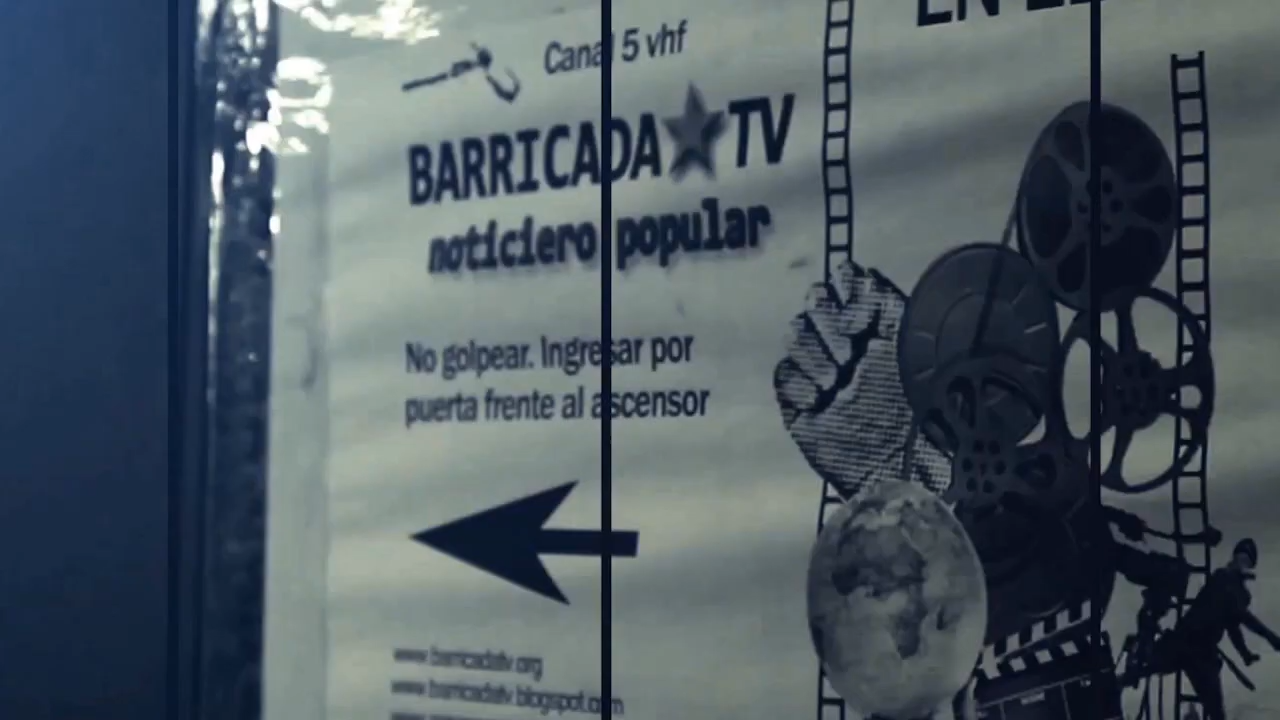 Canal 5 vhf
BARRICADA★TV
noticiero popular
No golpear. Ingresar por
puerta frente al ascensor
www.barricadatv.org
www.barricadatv.blogspot.com